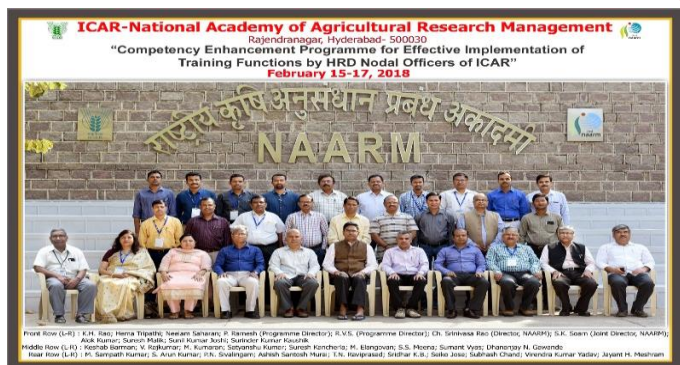 ICAR-National Academy of Agricultural Research Management
Rajendranagar, Hyderabad- 500030
“Competency Enhancement Programme for Effective Implementation of
Training Functions by HRD Nodal Officers of ICAR”
February 15-17, 2018
राष्ट्रीय कृषि अनुसंधान प्रबंध अकादमी
NAARM
naarm
Front Row (L-R) : K.H. Rao; Hema Tripathi; Neelam Saharan; P. Ramesh (Programme Director); R.V.S. (Programme Director); Ch. Srinivasa Rao (Director, NAARM); S.K. Soam (Joint Director, NAARM);
Alok Kumar; Suresh Malik; Sunil Kumar Joshi; Surinder Kumar Kaushik
Middle Row (L-R) : Keshab Barman; V. Rajkumar; M. Kumaran; Satyanshu Kumar; Suresh Kancherla; M. Elangovan; S.S. Meena; Sumant Vyas; Dhananjay N. Gawande
Rear Row (L-R) : M. Sampath Kumar; S. Arun Kumar; P.N. Sivalingam; Ashish Santosh Murai; T.N. Raviprasad; Sridhar K.B.; Saiko Jose; Subhash Chand; Virendra Kumar Yadav; Jayant H. Meshram